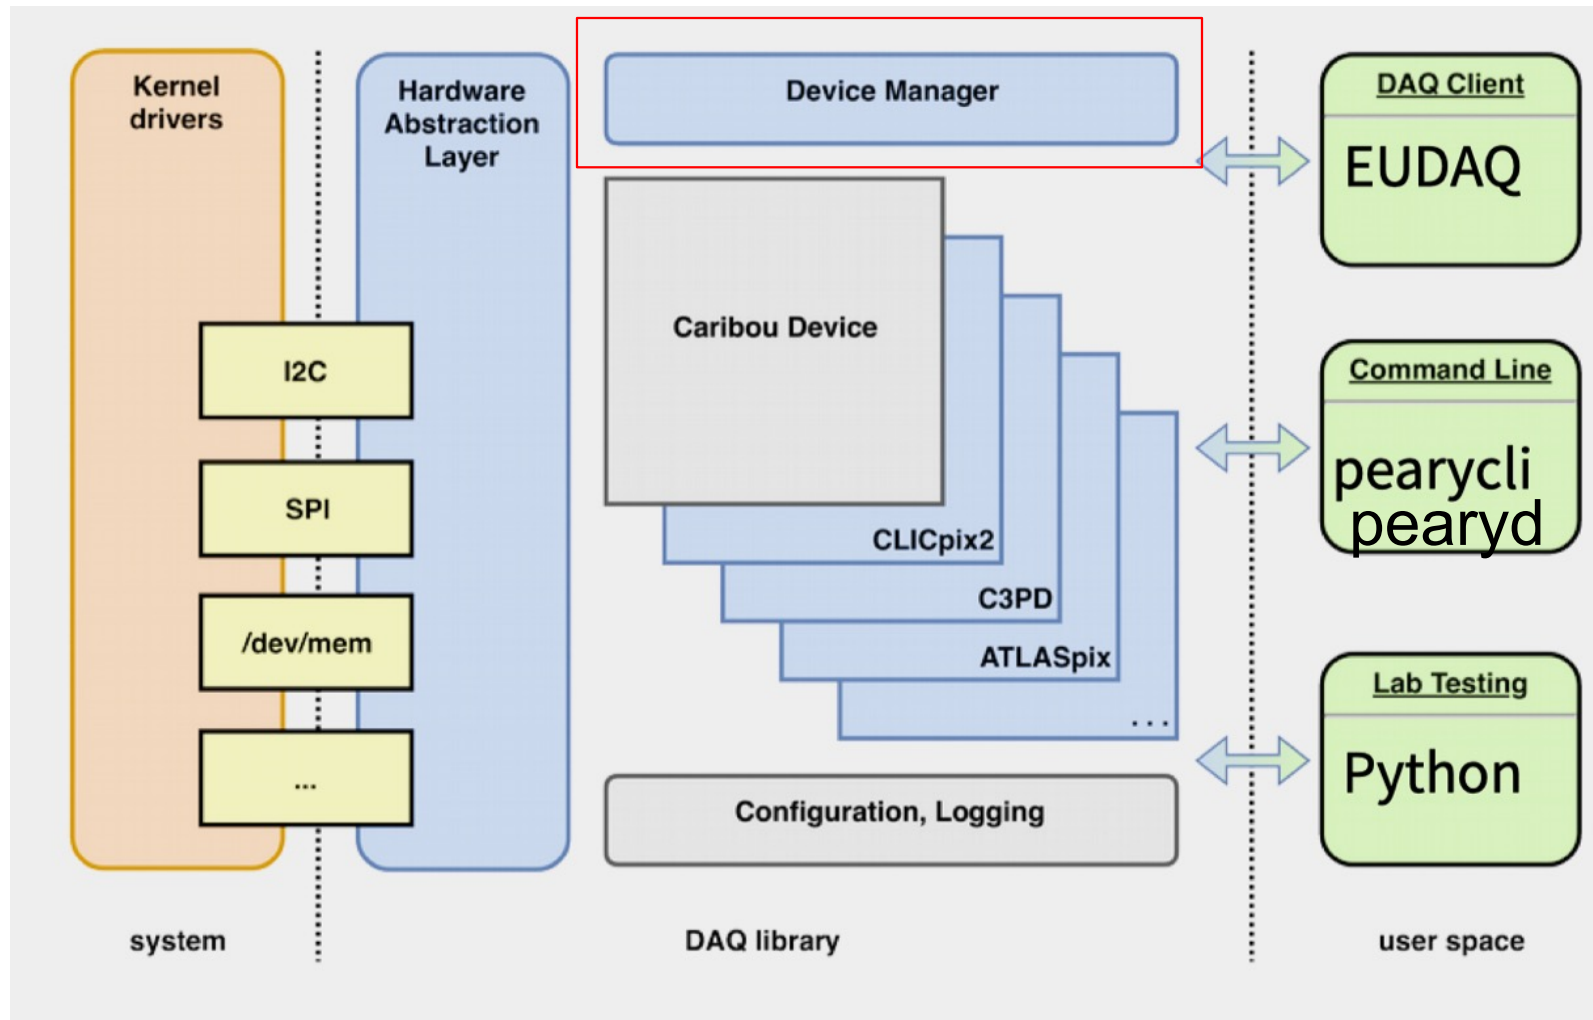 Kernel
drivers
Hardware
Abstraction
Layer
Device Manager
DAQ Client
EUDAQ
Caribou Device
I2C
SPI
/dev/mem
...
CLICpix2
C3PD
ATLASpix
...
Command Line
pearycli
pearyd
Lab Testing
Python
Configuration, Logging
system
DAQ library
user space